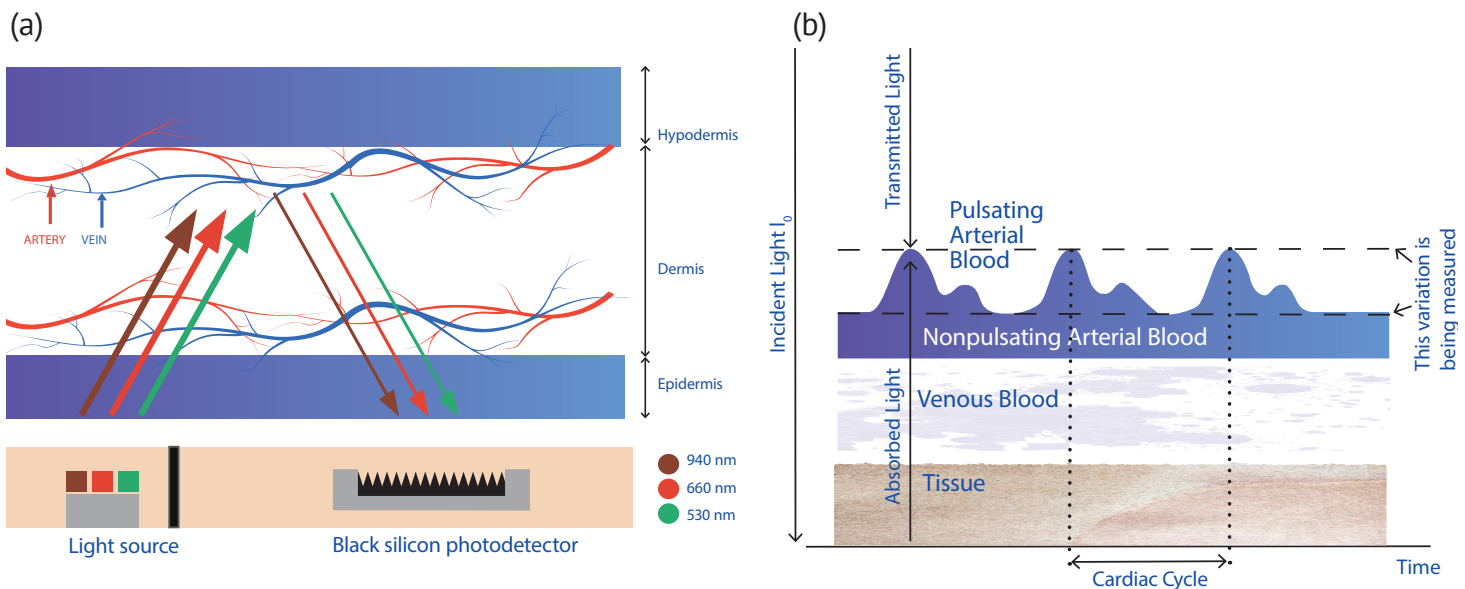 (a)
Hypodermis
ARTERY
VEIN
Dermis
Epidermis
940 nm
660 nm
530 nm
Light source
Black silicon photodetector
(b)
Incident Light I₀
Transmitted Light
Absorbed Light
Pulsating
Arterial
Blood
Nonpulsating Arterial Blood
Venous Blood
Tissue
This variation is
being measured
Cardiac Cycle
Time